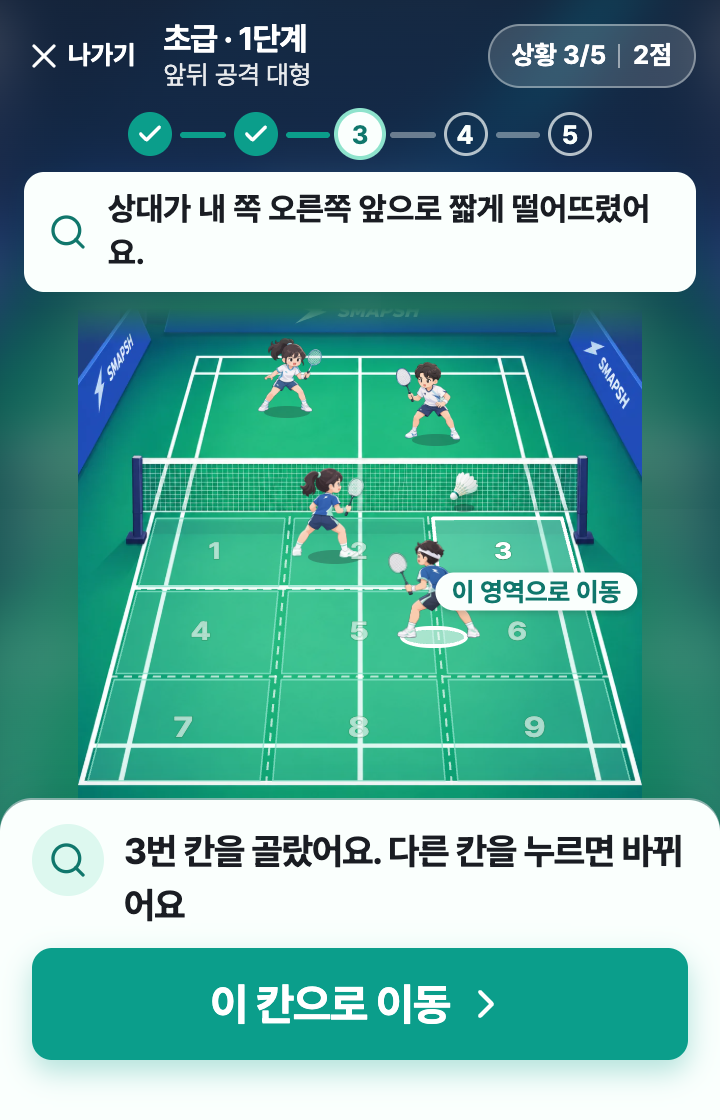 나가기
초급 · 1단계
앞뒤 공격 대형
상황 3/5 | 2점
3
4
5
상대가 내 쪽 오른쪽 앞으로 짧게 떨어뜨렸어
요.
SMAPSH
SMAPSH
SMAPSH
1
2
3
이 영역으로 이동
4
5
6
7
8
9
3번 칸을 골랐어요. 다른 칸을 누르면 바뀌
어요
이 칸으로 이동